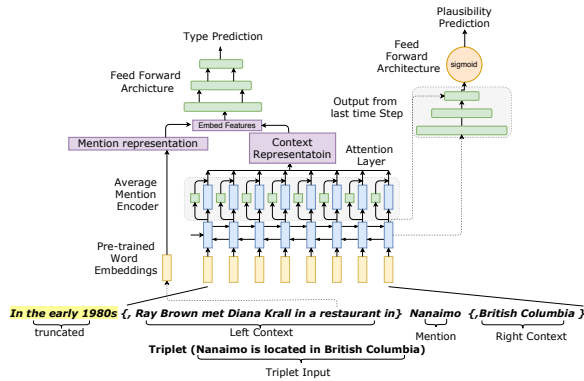 Plausibility
Prediction
Type Prediction
Feed Forward
Architecture
sigmoid
Feed Forward
Archicture
Output from
last time Step
Embed Features
Mention representation
Context
Representatoin
Attention
Layer
Average
Mention
Encoder
Pre-trained
Word
Embeddings
In the early 1980s {, Ray Brown met Diana Krall in a restaurant in} Nanaimo {,British Columbia }
truncated Left Context Mention Right Context
Triplet (Nanaimo is located in British Columbia)
Triplet Input